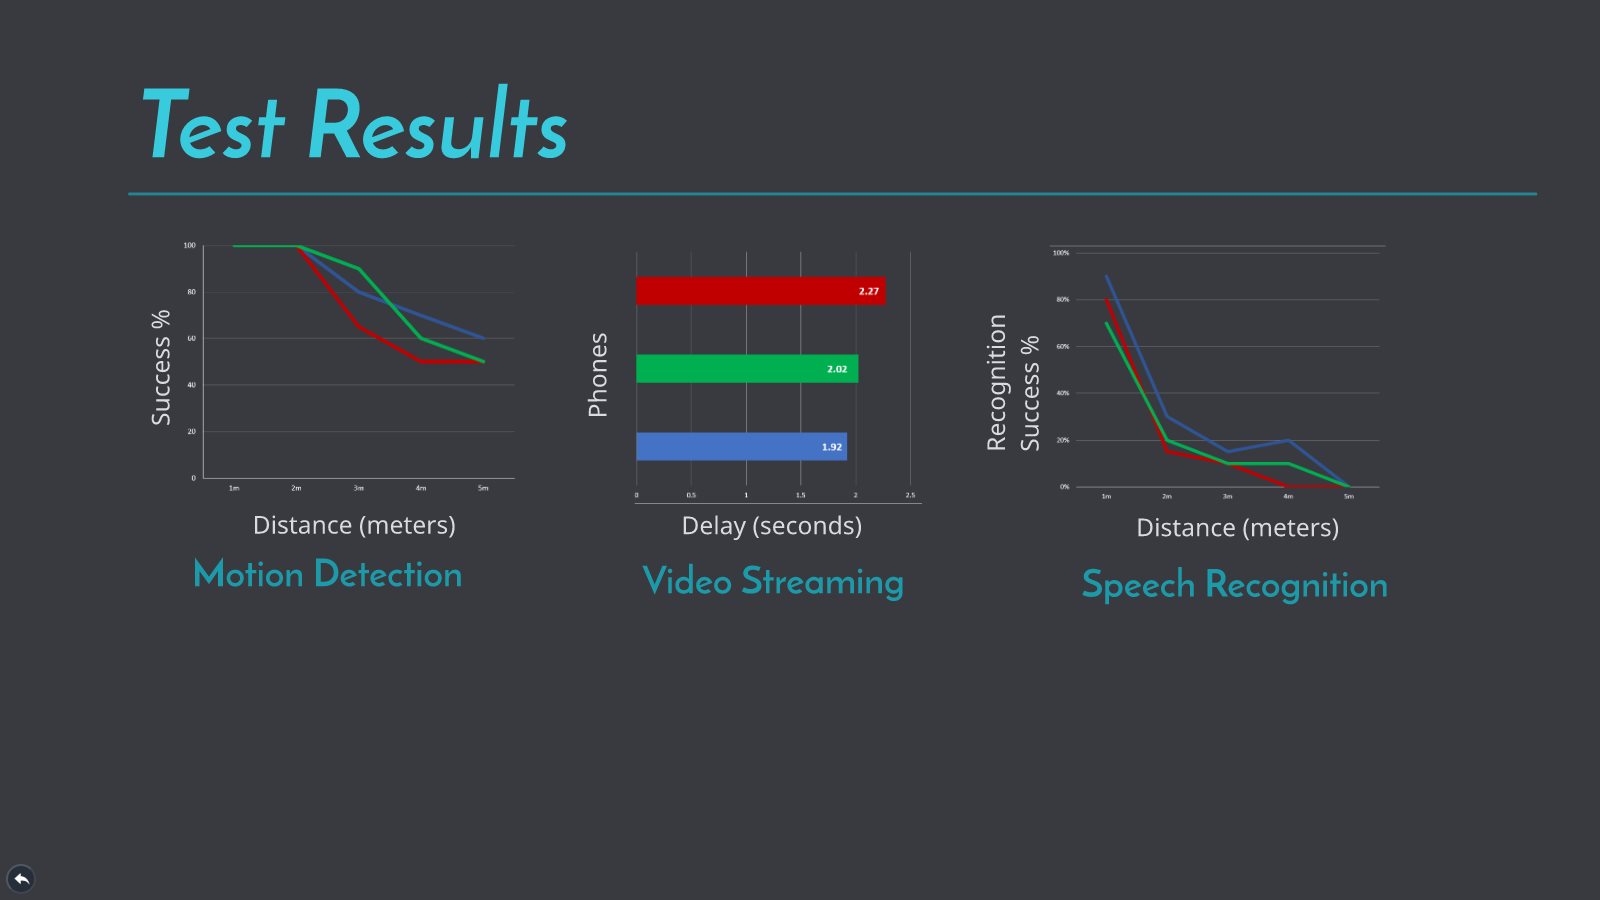 Test Results
100
80
60
40
20
0
1m 2m 3m 4m 5m
Success %
Distance (meters)
Motion Detection
2.27
2.02
1.92
0 0.5 1 1.5 2 2.5
Phones
Delay (seconds)
Video Streaming
100%
80%
60%
40%
20%
0%
1m 2m 3m 4m 5m
Recognition
Success %
Distance (meters)
Speech Recognition